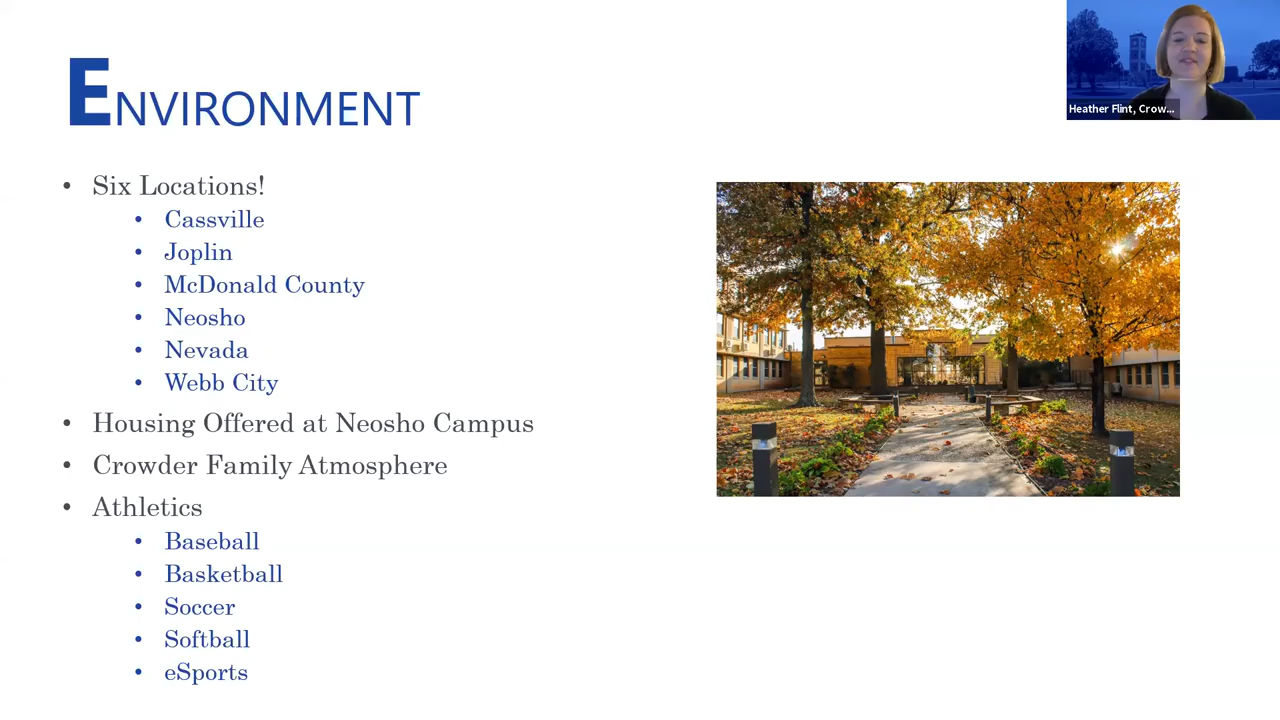 ENVIRONMENT
Heather Flint, Crow...
• Six Locations!
• Cassville
• Joplin
• McDonald County
• Neosho
• Nevada
• Webb City
• Housing Offered at Neosho Campus
• Crowder Family Atmosphere
• Athletics
• Baseball
• Basketball
• Soccer
• Softball
• eSports